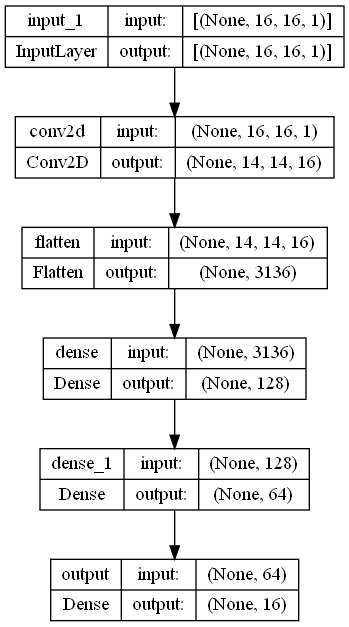 input_1 input: [(None, 16, 16, 1)]
InputLayer output: [(None, 16, 16, 1)]
conv2d input: (None, 16, 16, 1)
Conv2D output: (None, 14, 14, 16)
flatten input: (None, 14, 14, 16)
Flatten output: (None, 3136)
dense input: (None, 3136)
Dense output: (None, 128)
dense_1 input: (None, 128)
Dense output: (None, 64)
output input: (None, 64)
Dense output: (None, 16)